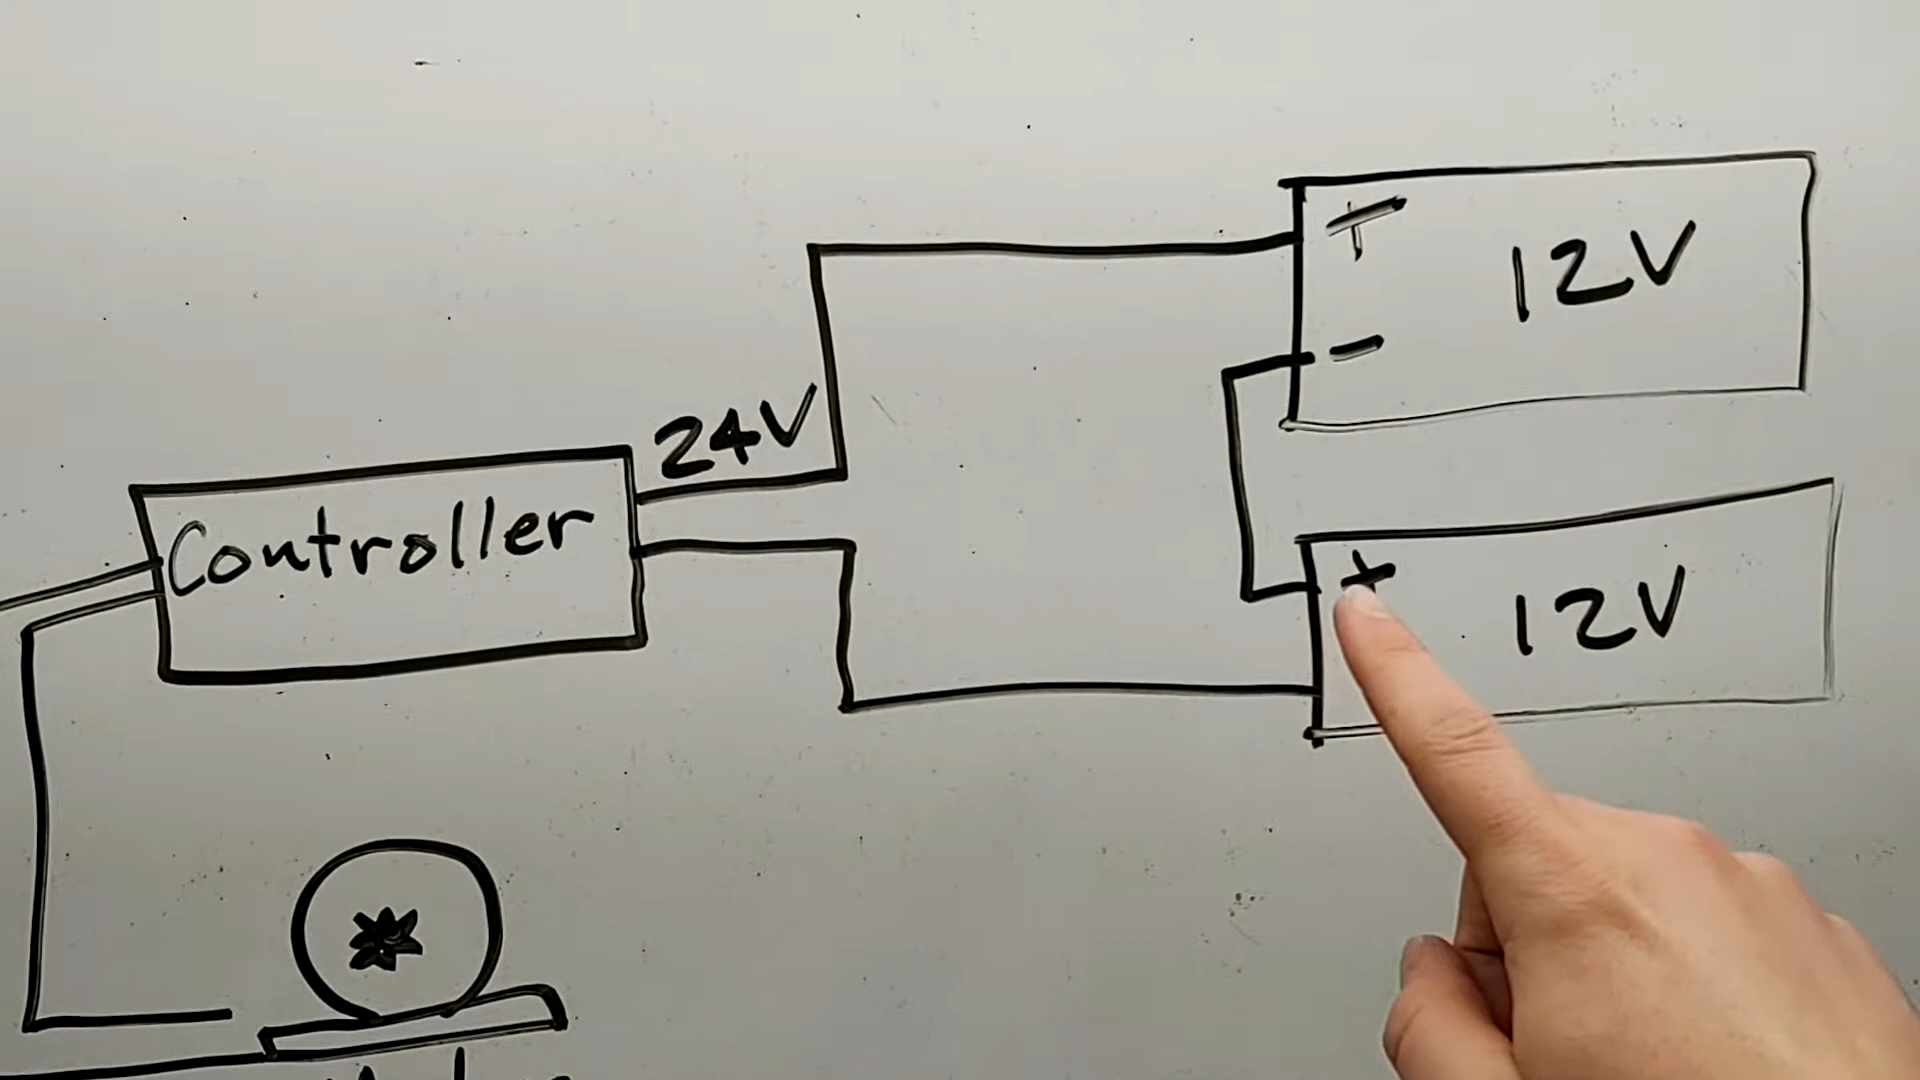 +
12V
-
24V
Controller
+
12V